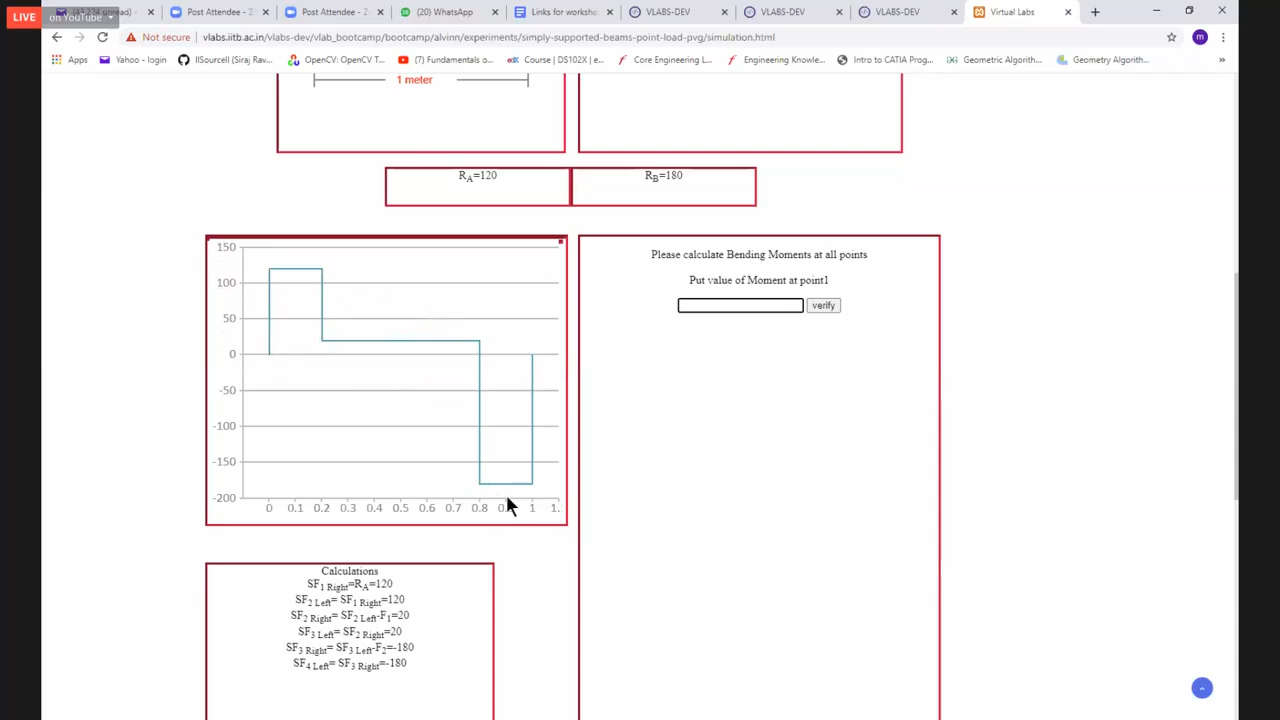 LIVE on YouTube
Post Attendee - Z
Post Attendee - Z
(20) WhatsApp
Links for worksho
VLABS-DEV
VLABS-DEV
VLABS-DEV
Virtual Labs
Not secure
vlabs.iitb.ac.in/vlabs-dev/vlab_bootcamp/bootcamp/alvinn/experiments/simply-supported-beams-point-load-pvg/simulation.html
m
Apps
Yahoo - login
IISourcell (Siraj Rav...
OpenCV: OpenCV T...
(7) Fundamentals o...
Course | DS102X | e...
Core Engineering L...
Engineering Knowle...
Intro to CATIA Prog...
Geometric Algorith...
Geometry Algorith...
»
1 meter
RA=120
RB=180
150
100
50
0
-50
-100
-150
-200
0 0.1 0.2 0.3 0.4 0.5 0.6 0.7 0.8 1 1.
Please calculate Bending Moments at all points
Put value of Moment at point1
verify
Calculations
SF1 Right=RA=120
SF2 Left= SF1 Right=120
SF2 Right= SF2 Left-F1=20
SF3 Left= SF2 Right=20
SF3 Right= SF3 Left-F2=-180
SF4 Left= SF3 Right=-180